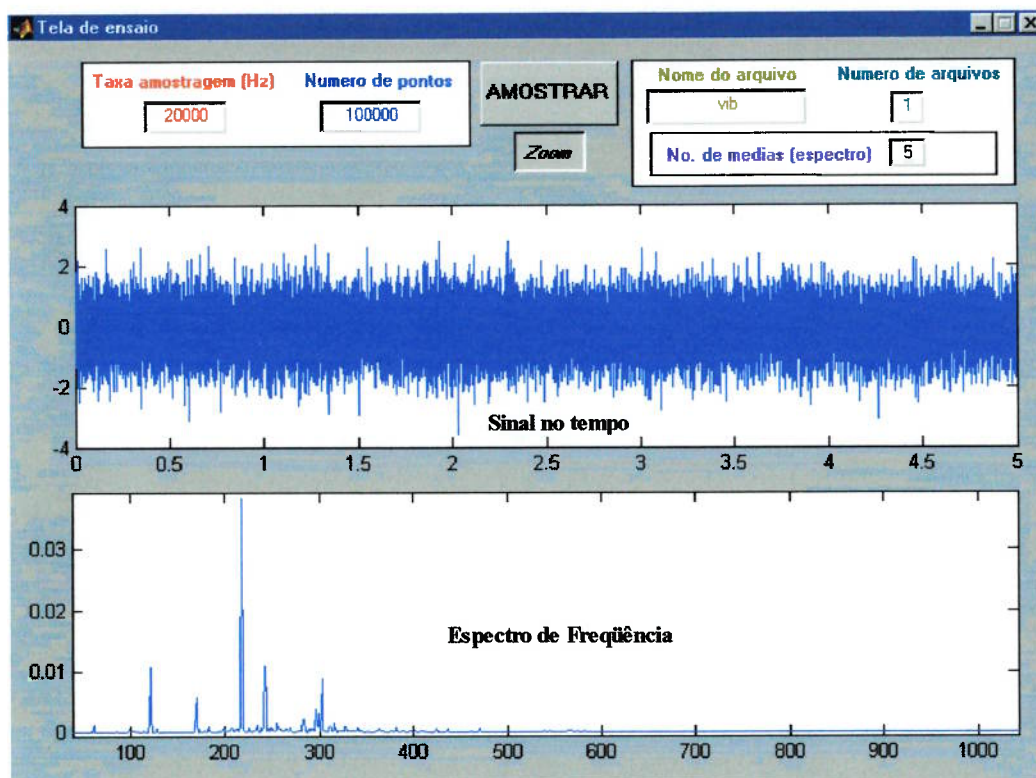 Tela de ensaio
Taxa amostragem (Hz)
20000
Numero de pontos
100000
AMOSTRAR
Zoom
Nome do arquivo
vib
Numero de arquivos
1
No. de medias (espectro)
5
4
2
0
-2
-4
Sinal no tempo
0 0.5 1 1.5 2 2.5 3 3.5 4 4.5 5
0.03
0.02
0.01
0
Espectro de Freqüência
100 200 300 400 500 600 700 800 900 1000